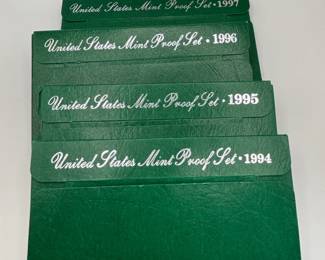 United States Mint Proof Set • 1997
United States Mint Proof Set • 1996
United States Mint Proof Set • 1995
United States Mint Proof Set • 1994